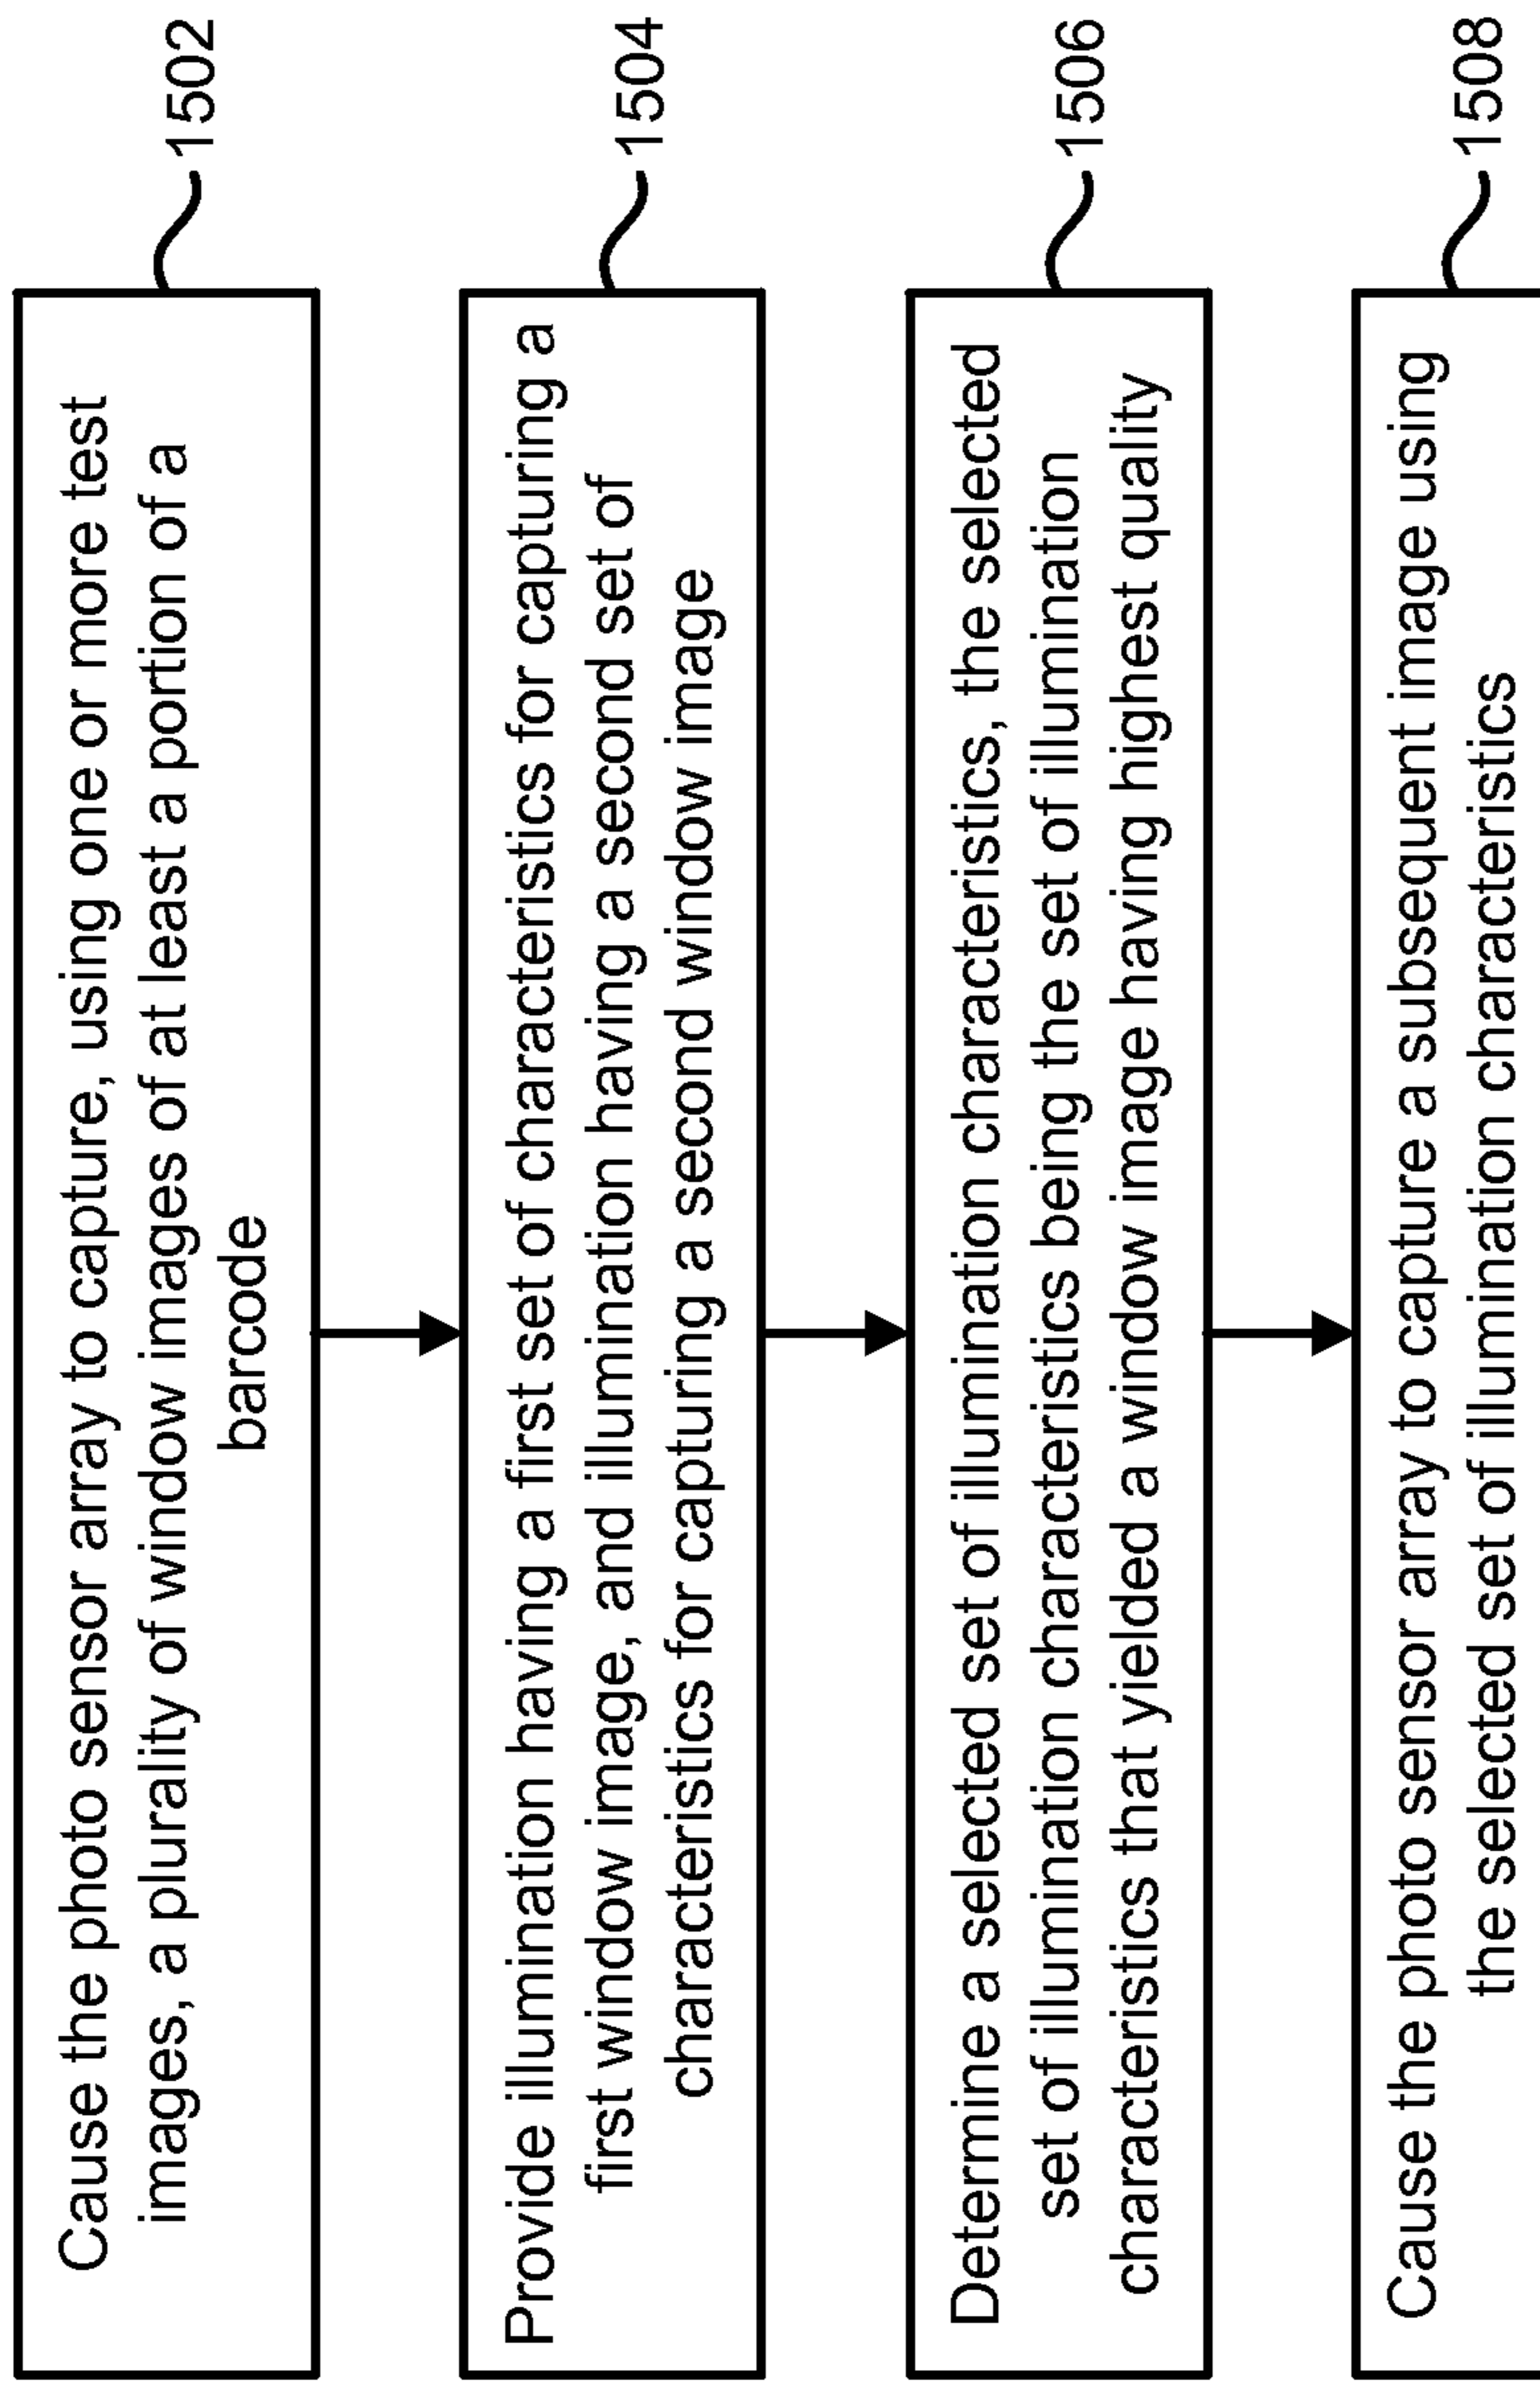 Cause the photo sensor array to capture, using one or more test
images, a plurality of window images of at least a portion of a
barcode
1502
Provide illumination having a first set of characteristics for capturing a
first window image, and illumination having a second set of
characteristics for capturing a second window image
1504
Determine a selected set of illumination characteristics, the selected
set of illumination characteristics being the set of illumination
characteristics that yielded a window image having highest quality
1506
Cause the photo sensor array to capture a subsequent image using
the selected set of illumination characteristics
1508